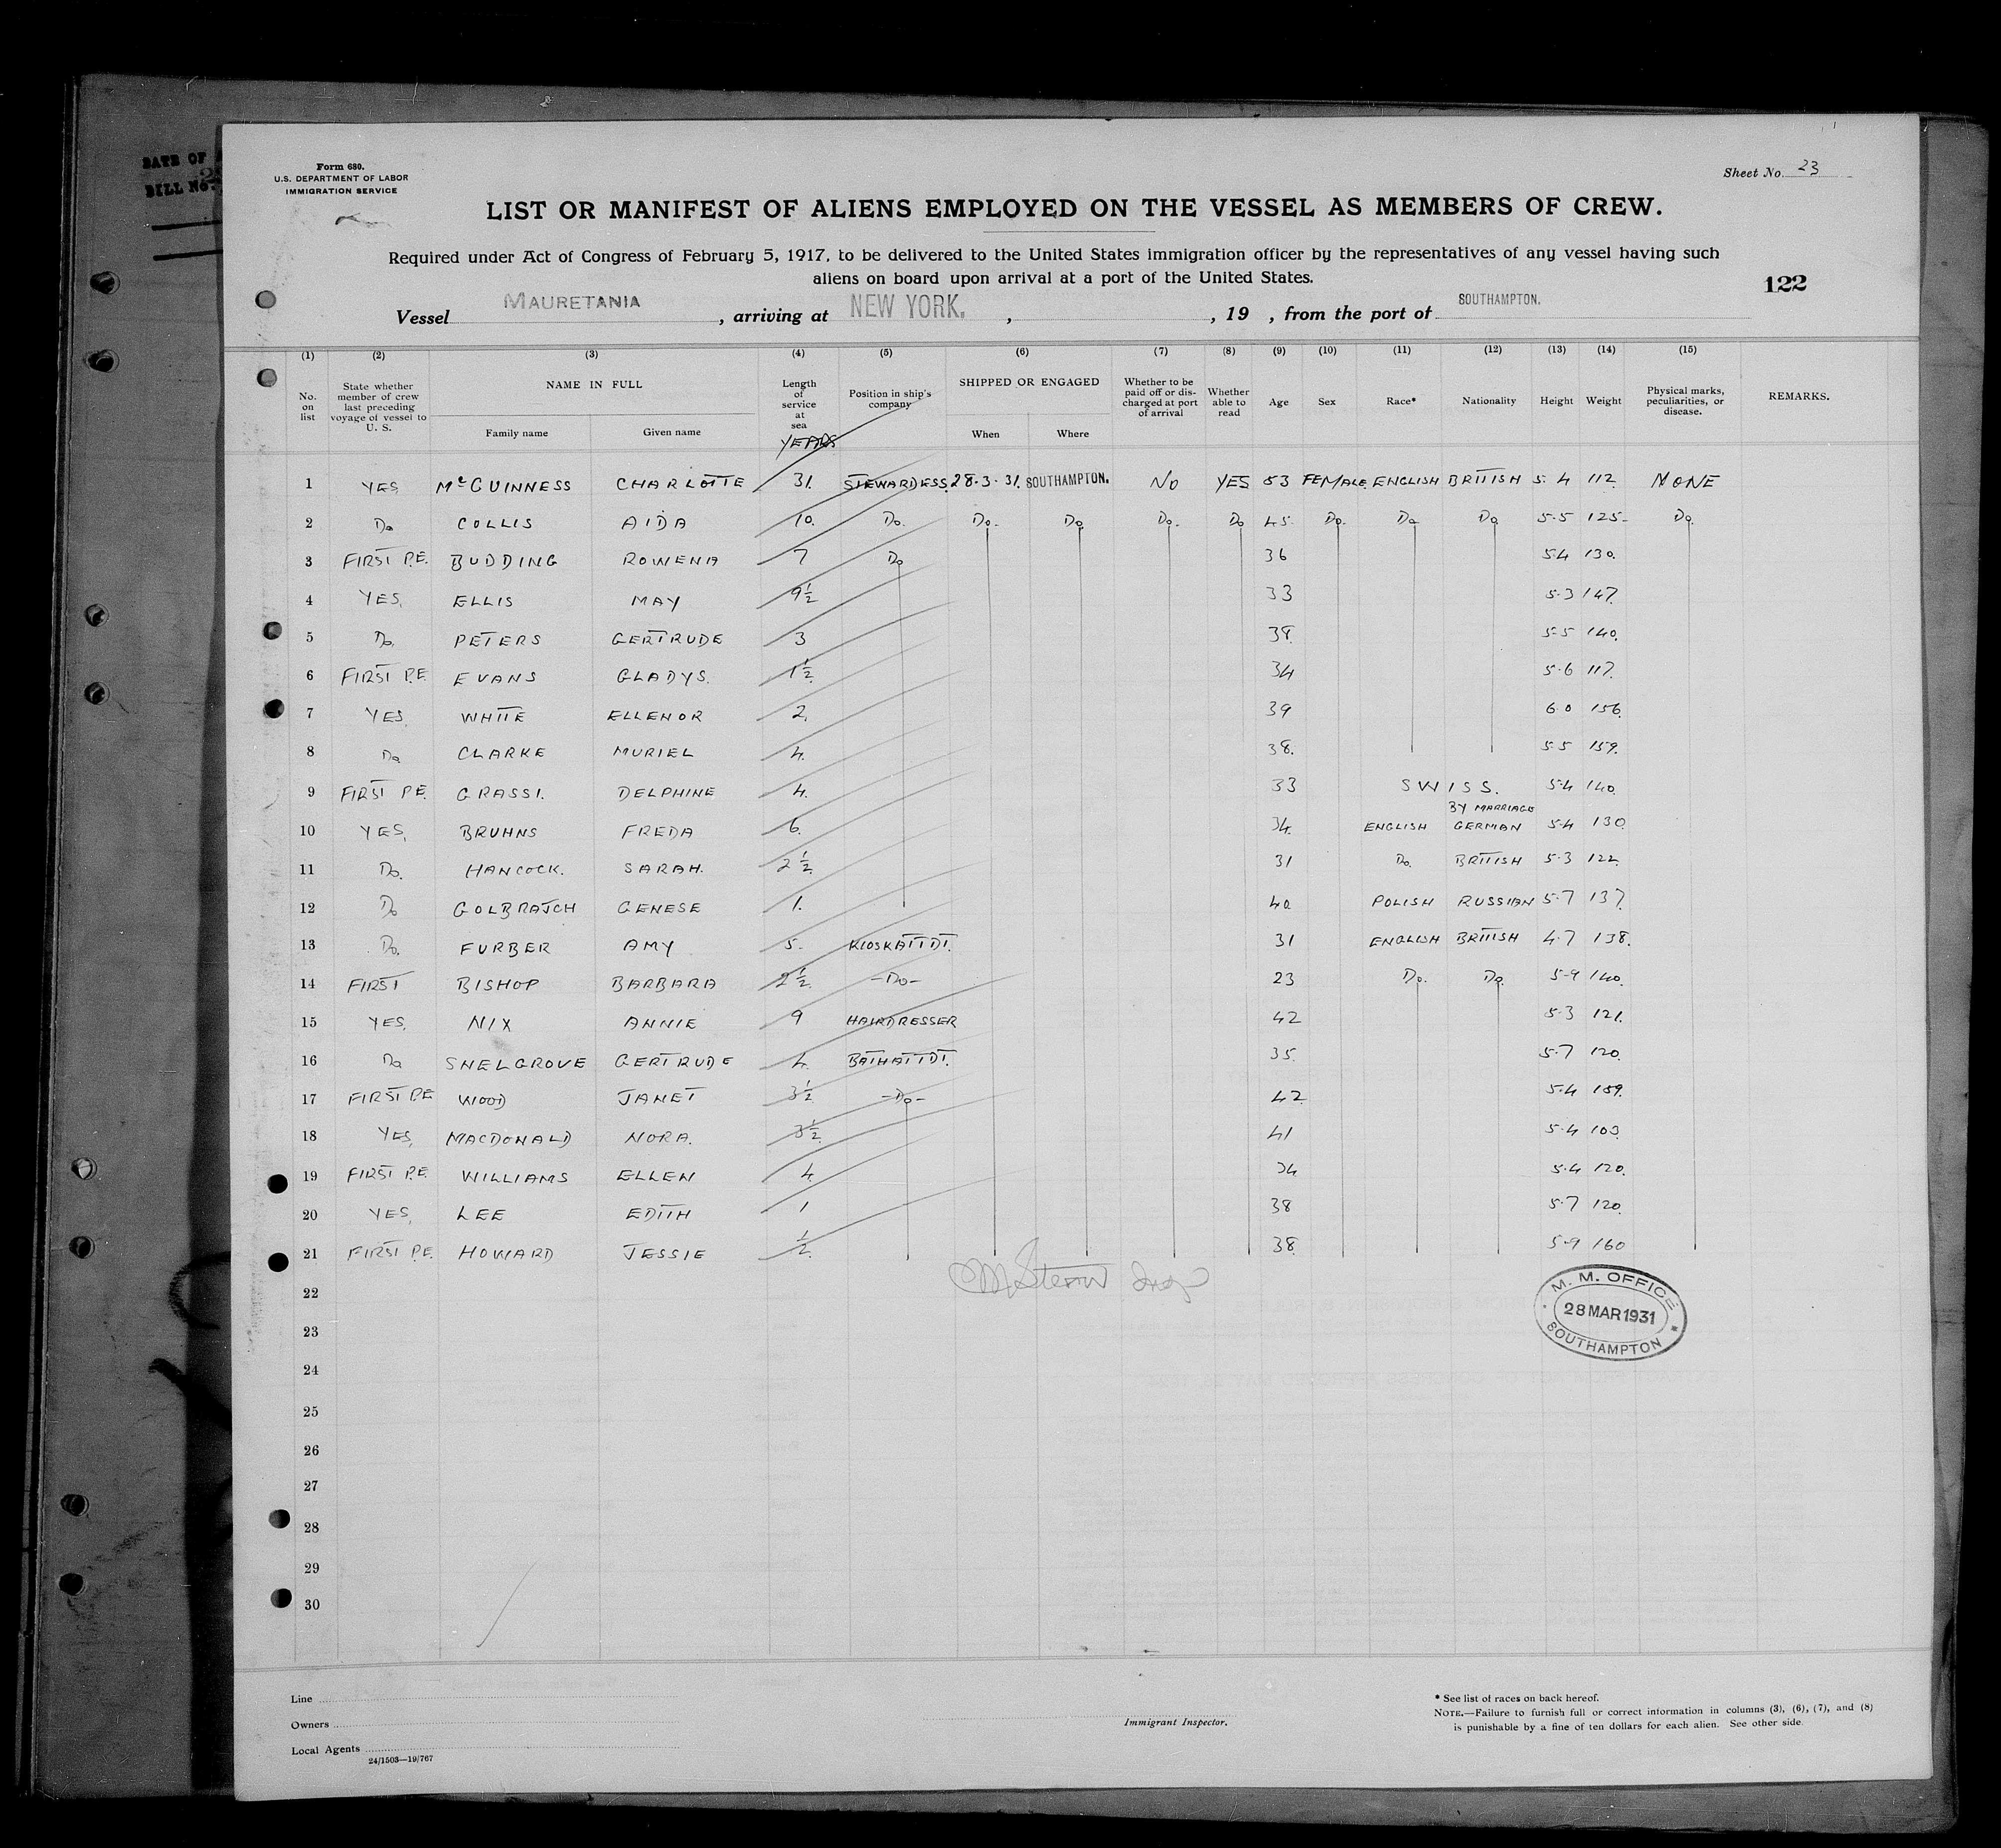 DATE OF
BILL No.
Form 680.
U.S. DEPARTMENT OF LABOR
IMMIGRATION SERVICE
Sheet No. 23
LIST OR MANIFEST OF ALIENS EMPLOYED ON THE VESSEL AS MEMBERS OF CREW.
Required under Act of Congress of February 5, 1917, to be delivered to the United States immigration officer by the representatives of any vessel having such
aliens on board upon arrival at a port of the United States.
122
Vessel MAURETANIA , arriving at NEW YORK. , , 19 , from the port of SOUTHAMPTON.
(1) (2) (3) (4) (5) (6) (7) (8) (9) (10) (11) (12) (13) (14) (15)
No. on list State whether member of crew last preceding voyage of vessel to U. S. NAME IN FULL Family name Given name Length of service at sea YEARS Position in ship's company SHIPPED OR ENGAGED When Where Whether to be paid off or discharged at port of arrival Whether able to read Age Sex Race* Nationality Height Weight Physical marks, peculiarities, or disease. REMARKS.
1 YES McGUINNESS CHARLOTTE 31. STEWARDESS 28.3.31. SOUTHAMPTON. NO YES 53 FEMALE ENGLISH BRITISH 5.4 112. NONE
2 Do COLLIS AIDA 10. Do. Do. Do. Do. Do 45. Do. Do Do 5.5 125. Do.
3 FIRST P.E. BUDDING ROWENA 7 Do 36 5.4 130.
4 YES, ELLIS MAY 9½ 33 5.3 147.
5 Do. PETERS GERTRUDE 3 39. 5.5 140.
6 FIRST P.E EVANS GLADYS. 1½ 34 5.6 117.
7 YES. WHITE ELLENOR 2. 39 6.0 156.
8 Do CLARKE MURIEL 4. 38. 5.5 159.
9 FIRST P.E. GRASSI. DELPHINE 4. 33 SWISS. 5.4 140.
10 YES, BRUHNS FREDA 6. 34. ENGLISH BY MARRIAGE GERMAN 5.4 130.
11 Do. HANCOCK. SARAH. 2½ 31 Do. BRITISH 5.3 122.
12 Do GOLBRAJCH GENESE 1. 40. POLISH RUSSIAN 5.7 137.
13 Do. FURBER AMY 5. KIOSK ATTDT. 31 ENGLISH BRITISH 4.7 138.
14 FIRST BISHOP BARBARA 2½ -Do- 23 Do. Do. 5-9 140.
15 YES, NIX ANNIE 9 HAIRDRESSER 42 5.3 121.
16 Do SNELGROVE GERTRUDE 4. BATH ATTDT. 35. 5.7 120.
17 FIRST P.E WOOD JANET 3½ -Do- 42 5.4 159.
18 YES, MACDONALD NORA. 3½ 41 5.4 103.
19 FIRST P.E. WILLIAMS ELLEN 4. 34 5.4 120.
20 YES, LEE EDITH 1 38 5.7 120.
21 FIRST P.E. HOWARD JESSIE ½ 38. 5-9 160
22
23
24
25
26
27
28
29
30
M. M. OFFICE
28 MAR 1931
SOUTHAMPTON
Line
Owners
Local Agents
24/1503—19/767
Immigrant Inspector.
* See list of races on back hereof.
NOTE.—Failure to furnish full or correct information in columns (3), (6), (7), and (8)
is punishable by a fine of ten dollars for each alien. See other side.